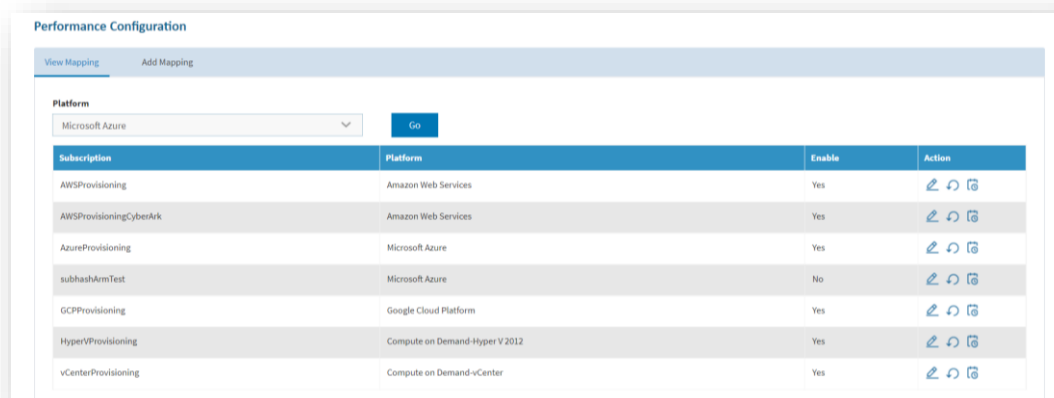 Performance Configuration
View Mapping Add Mapping
Platform
Microsoft Azure Go
Subscription Platform Enable Action
AWSProvisioning Amazon Web Services Yes
AWSProvisioningCyberArk Amazon Web Services Yes
AzureProvisioning Microsoft Azure Yes
subhashArmTest Microsoft Azure No
GCPProvisioning Google Cloud Platform Yes
HyperVProvisioning Compute on Demand-Hyper V 2012 Yes
vCenterProvisioning Compute on Demand-vCenter Yes